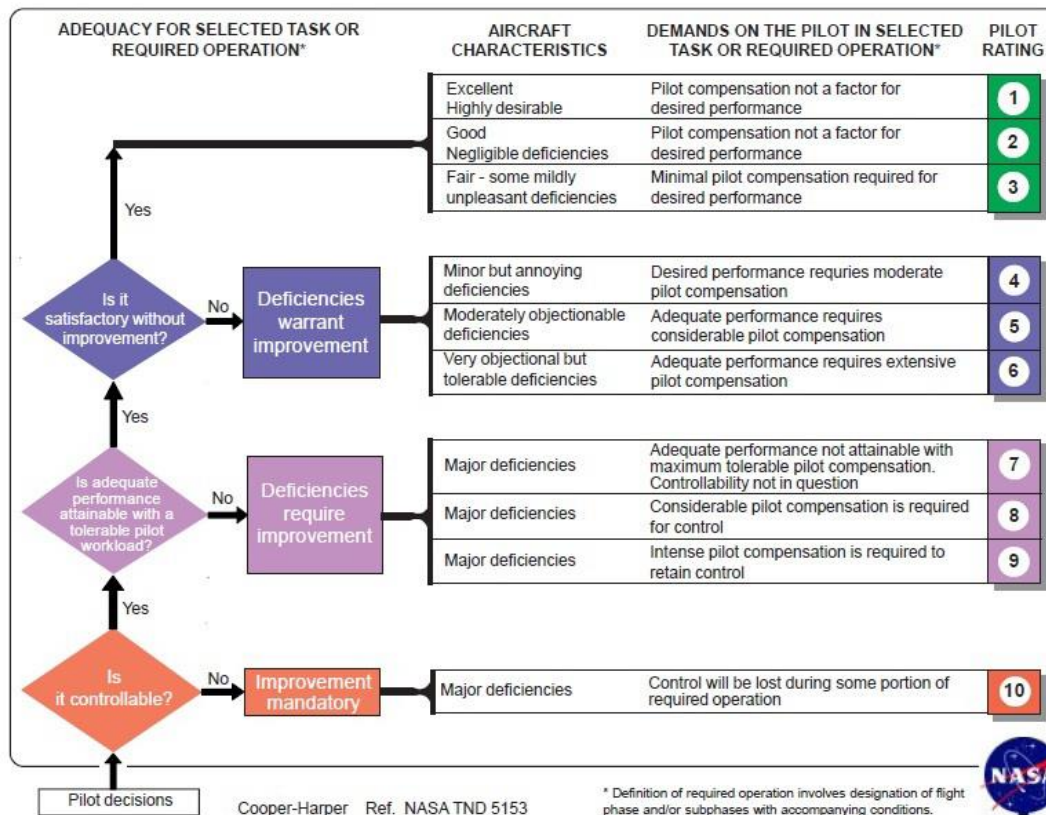 ADEQUACY FOR SELECTED TASK OR
REQUIRED OPERATION*
AIRCRAFT
CHARACTERISTICS
DEMANDS ON THE PILOT IN SELECTED
TASK OR REQUIRED OPERATION*
PILOT
RATING
Excellent
Highly desirable
Pilot compensation not a factor for
desired performance
1
Good
Negligible deficiencies
Pilot compensation not a factor for
desired performance
2
Fair - some mildly
unpleasant deficiencies
Minimal pilot compensation required for
desired performance
3
Yes
Is it
satisfactory without
improvement?
No
Deficiencies
warrant
improvement
Minor but annoying
deficiencies
Desired performance requries moderate
pilot compensation
4
Moderately objectionable
deficiencies
Adequate performance requires
considerable pilot compensation
5
Very objectional but
tolerable deficiencies
Adequate performance requires extensive
pilot compensation
6
Yes
Is adequate
performance
attainable with a
tolerable pilot
workload?
No
Deficiencies
require
improvement
Major deficiencies
Adequate performance not attainable with
maximum tolerable pilot compensation.
Controllability not in question
7
Major deficiencies
Considerable pilot compensation is required
for control
8
Major deficiencies
Intense pilot compensation is required to
retain control
9
Yes
Is
it controllable?
No
Improvement
mandatory
Major deficiencies
Control will be lost during some portion of
required operation
10
Pilot decisions
Cooper-Harper Ref. NASA TND 5153
* Definition of required operation involves designation of flight
phase and/or subphases with accompanying conditions.
NASA